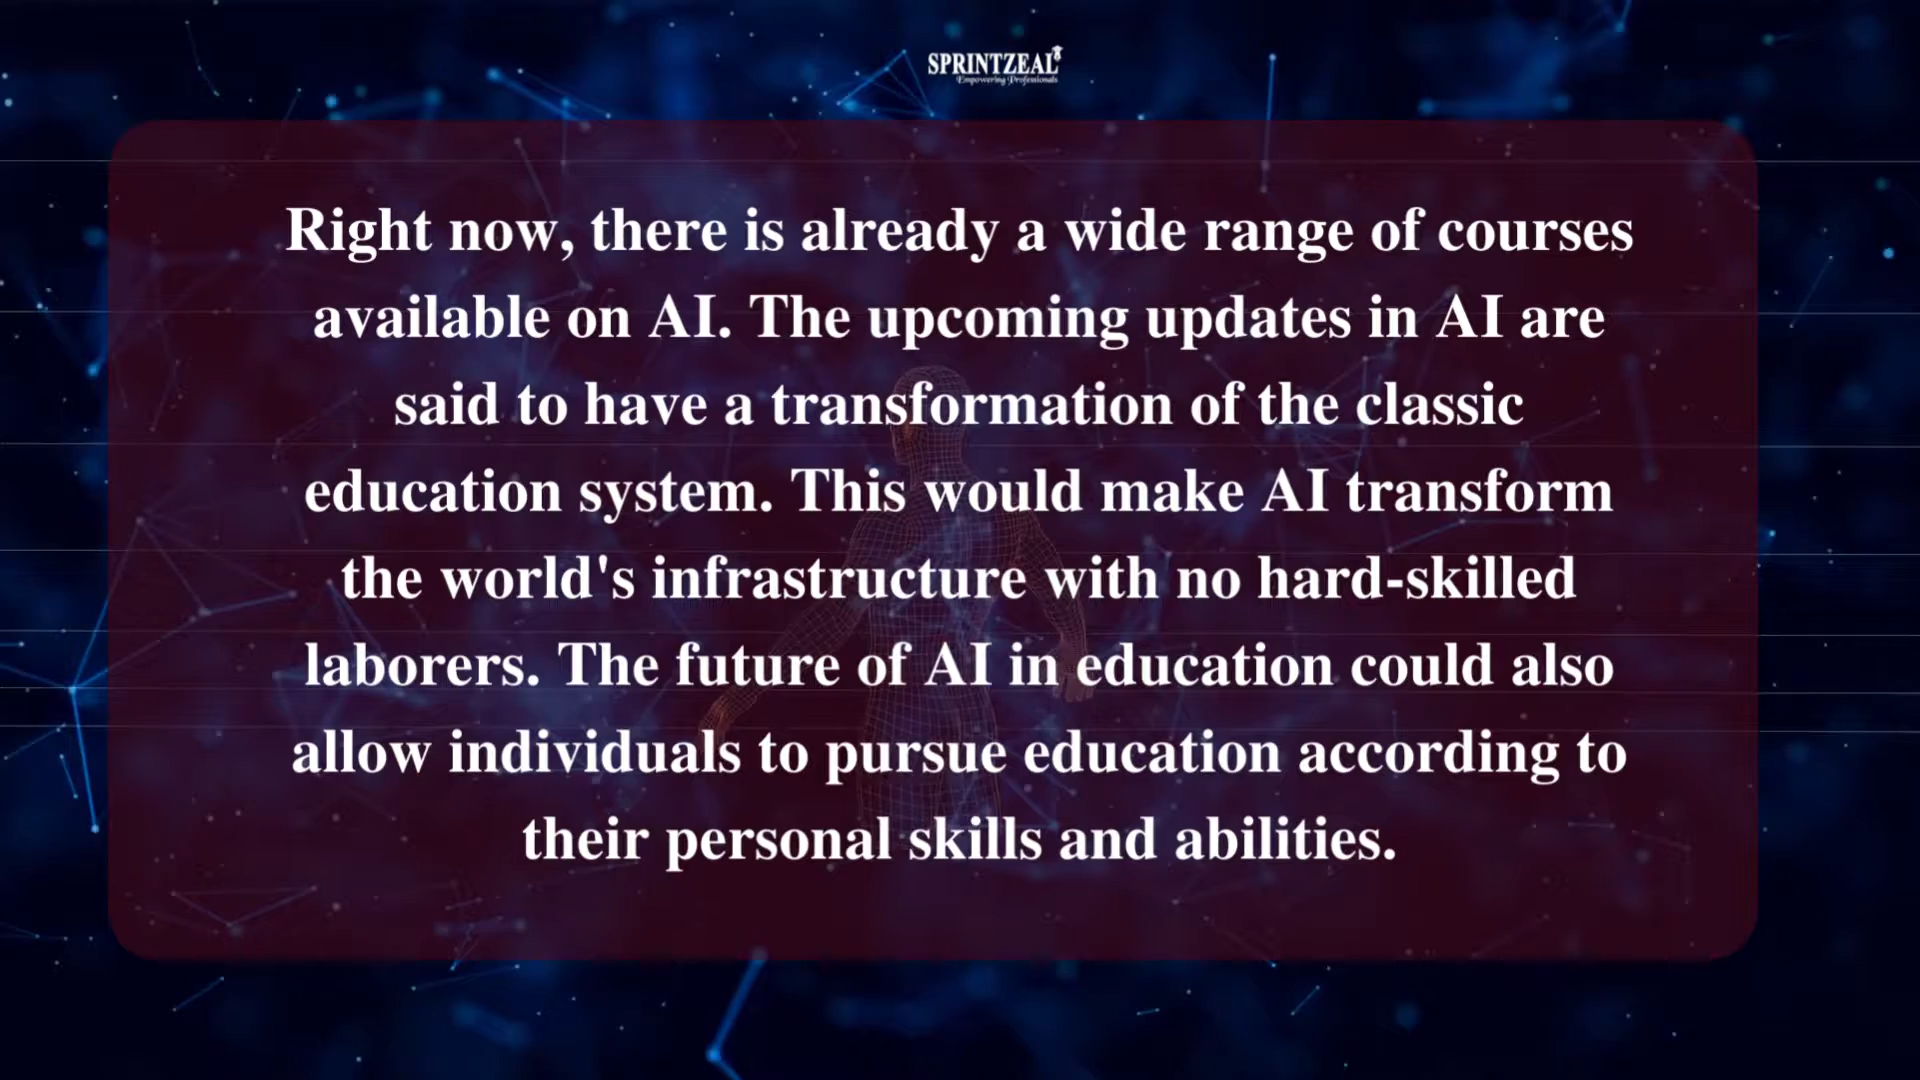 SPRINTZEAL
Empowering Professionals
Right now, there is already a wide range of courses
available on AI. The upcoming updates in AI are
said to have a transformation of the classic
education system. This would make AI transform
the world's infrastructure with no hard-skilled
laborers. The future of AI in education could also
allow individuals to pursue education according to
their personal skills and abilities.